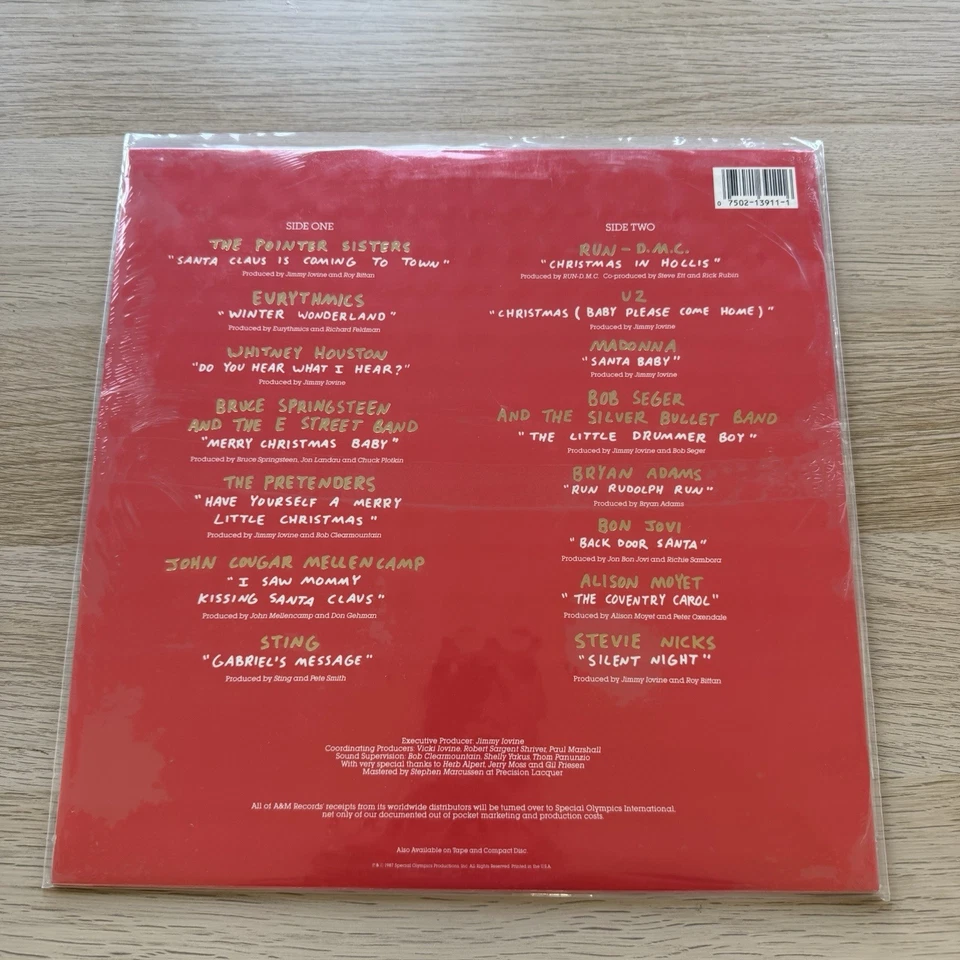 0 7502-13911-1
SIDE ONE
THE POINTER SISTERS
"SANTA CLAUS IS COMING TO TOWN"
Produced by Jimmy Iovine and Roy Bittan
EURYTHMICS
"WINTER WONDERLAND"
Produced by Eurythmics and Richard Feldman
WHITNEY HOUSTON
"DO YOU HEAR WHAT I HEAR?"
Produced by Jimmy Iovine
BRUCE SPRINGSTEEN
AND THE E STREET BAND
"MERRY CHRISTMAS BABY"
Produced by Bruce Springsteen, Jon Landau and Chuck Plotkin
THE PRETENDERS
"HAVE YOURSELF A MERRY
LITTLE CHRISTMAS"
Produced by Jimmy Iovine and Bob Clearmountain
JOHN COUGAR MELLENCAMP
"I SAW MOMMY
KISSING SANTA CLAUS"
Produced by John Mellencamp and Don Gehman
STING
"GABRIEL'S MESSAGE"
Produced by Sting and Pete Smith
SIDE TWO
RUN-D.M.C.
"CHRISTMAS IN HOLLIS"
Produced by RUN-D.M.C. Co-produced by Steve Ett and Rick Rubin
U2
"CHRISTMAS (BABY PLEASE COME HOME)"
Produced by Jimmy Iovine
MADONNA
"SANTA BABY"
Produced by Jimmy Iovine
BOB SEGER
AND THE SILVER BULLET BAND
"THE LITTLE DRUMMER BOY"
Produced by Jimmy Iovine and Bob Seger
BRYAN ADAMS
"RUN RUDOLPH RUN"
Produced by Bryan Adams
BON JOVI
"BACK DOOR SANTA"
Produced by Jon Bon Jovi and Richie Sambora
ALISON MOYET
"THE COVENTRY CAROL"
Produced by Alison Moyet and Peter Oxendale
STEVIE NICKS
"SILENT NIGHT"
Produced by Jimmy Iovine and Roy Bittan
Executive Producer: Jimmy Iovine
Coordinating Producers: Vicki Iovine, Robert Sargent Shriver, Paul Marshall
Sound Supervision: Bob Clearmountain, Shelly Yakus, Thom Panunzio
With very special thanks to Herb Alpert, Jerry Moss and Gil Friesen
Mastered by Stephen Marcussen at Precision Lacquer
All of A&M Records' receipts from its worldwide distributors will be turned over to Special Olympics International,
net only of our documented out of pocket marketing and production costs.
Also Available on Tape and Compact Disc.
℗ & © 1987 Special Olympics Productions, Inc. All Rights Reserved. Printed in the U.S.A.